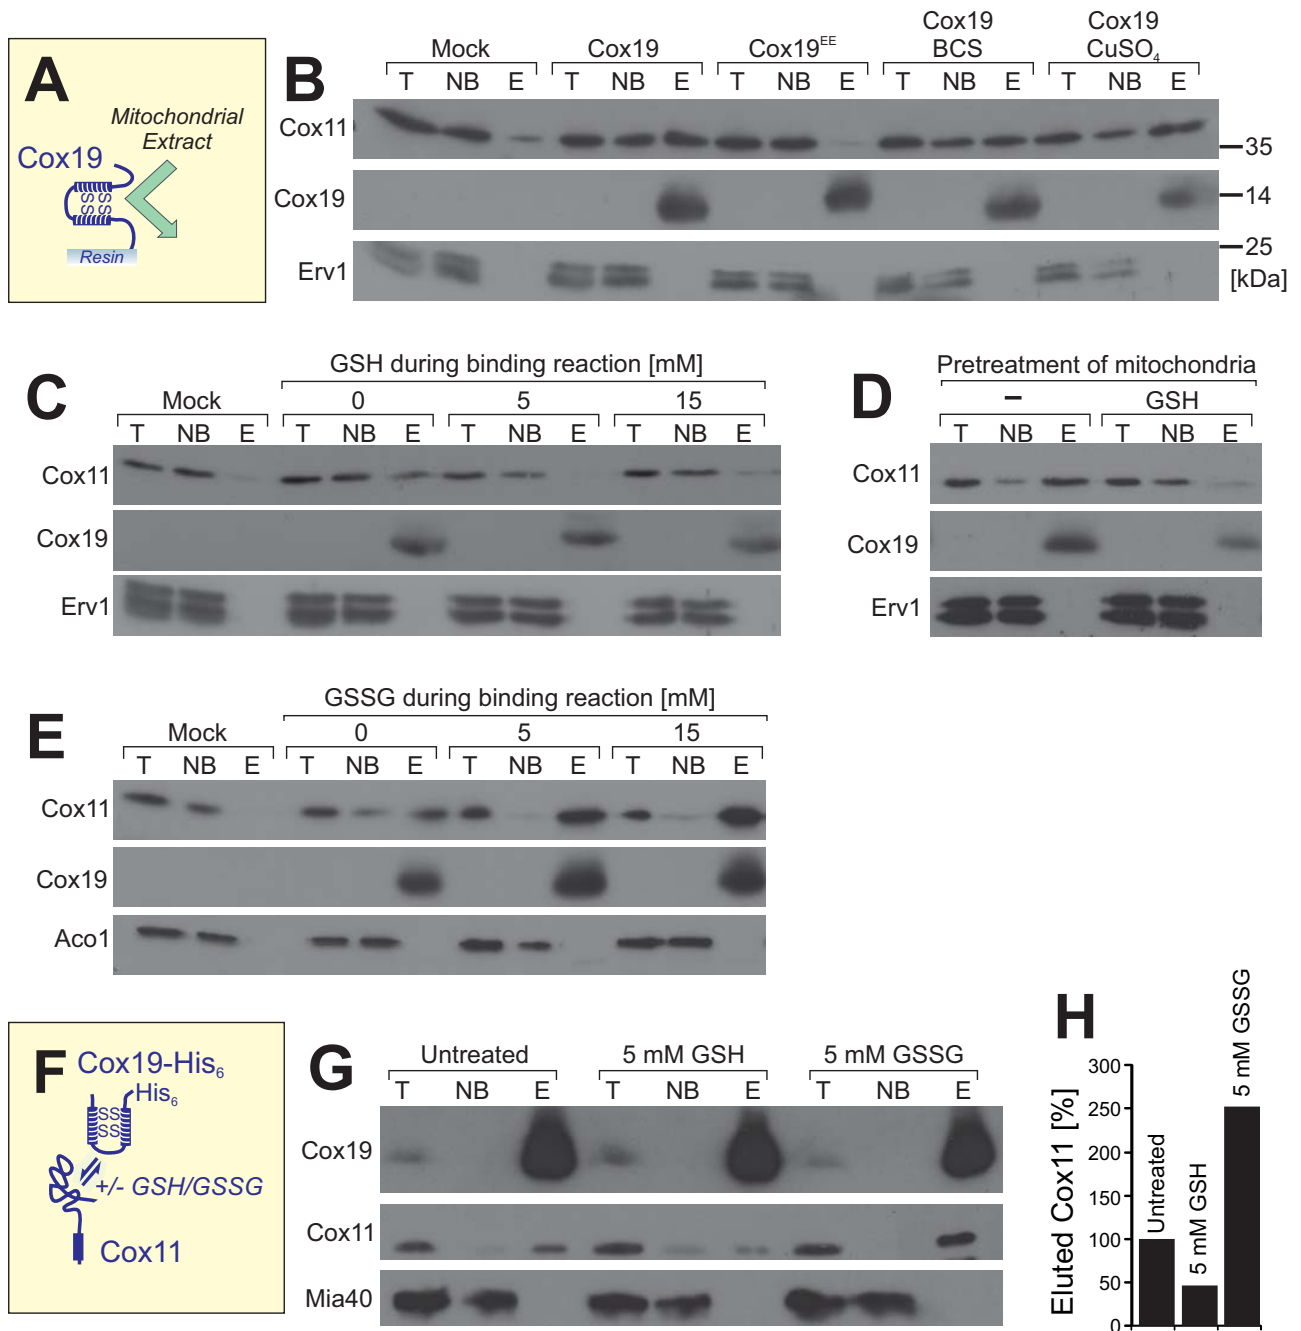 A
Mitochondrial
Extract
Cox19
SS
SS
Resin
B
Mock Cox19 Cox19EE Cox19 BCS Cox19 CuSO4
T NB E T NB E T NB E T NB E T NB E
Cox11
35
Cox19
14
25
Erv1
[kDa]
C
GSH during binding reaction [mM]
Mock 0 5 15
T NB E T NB E T NB E T NB E
Cox11
Cox19
Erv1
D
Pretreatment of mitochondria
– GSH
T NB E T NB E
Cox11
Cox19
Erv1
E
GSSG during binding reaction [mM]
Mock 0 5 15
T NB E T NB E T NB E T NB E
Cox11
Cox19
Aco1
F
Cox19-His6
His6
SS
SS
+/- GSH/GSSG
Cox11
G
Untreated 5 mM GSH 5 mM GSSG
T NB E T NB E T NB E
Cox19
Cox11
Mia40
H
Eluted Cox11 [%]
300
250
200
150
100
50
0
Untreated
5 mM GSH
5 mM GSSG